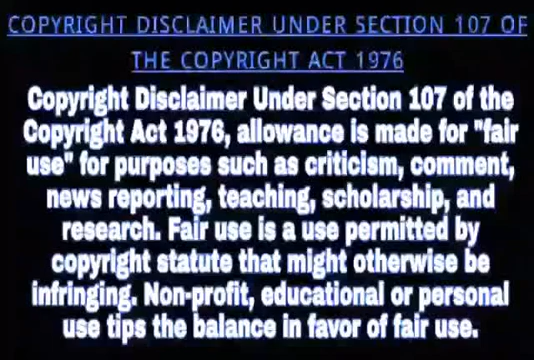 COPYRIGHT DISCLAIMER UNDER SECTION 107 OF
THE COPYRIGHT ACT 1976
Copyright Disclaimer Under Section 107 of the
Copyright Act 1976, allowance is made for "fair
use" for purposes such as criticism, comment,
news reporting, teaching, scholarship, and
research. Fair use is a use permitted by
copyright statute that might otherwise be
infringing. Non-profit, educational or personal
use tips the balance in favor of fair use.